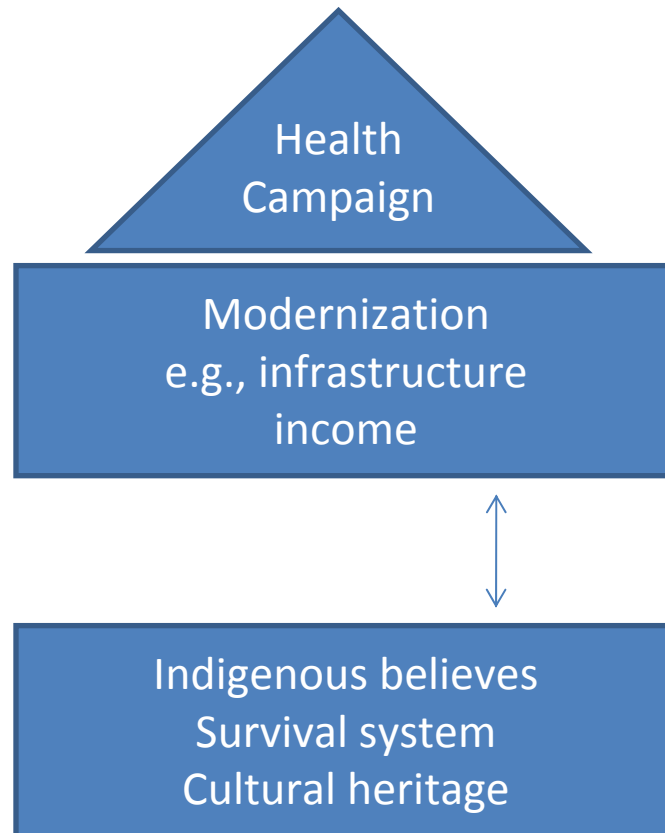 Health
Campaign
Modernization
e.g., infrastructure
income
Indigenous believes
Survival system
Cultural heritage